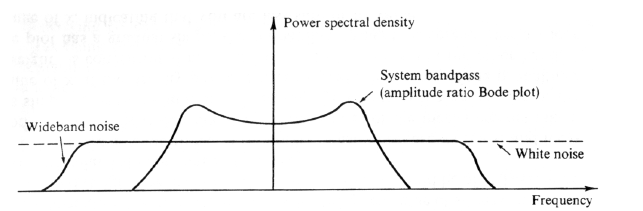 Power spectral density
System bandpass
(amplitude ratio Bode plot)
Wideband noise
White noise
Frequency